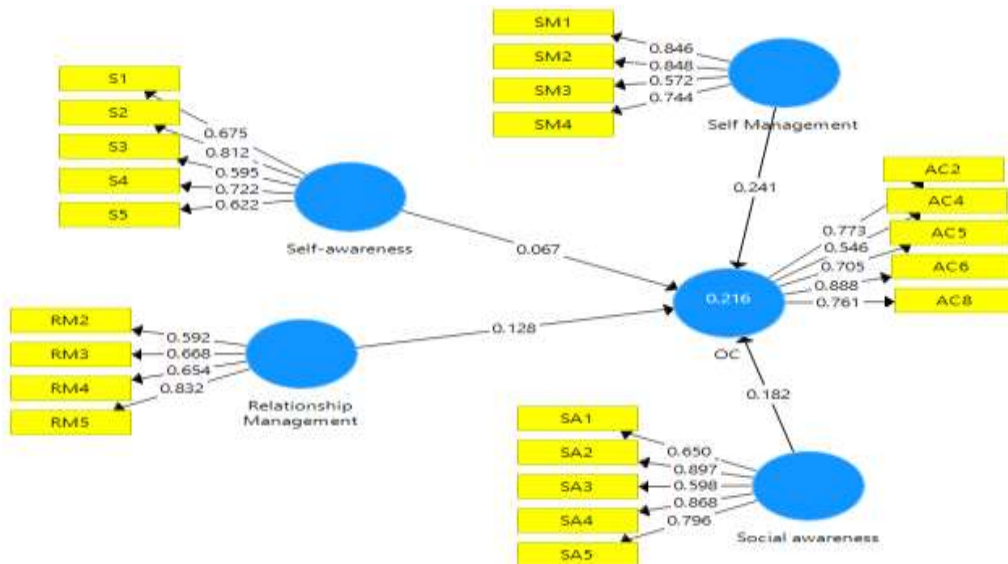 SM1
SM2
SM3
SM4
0.846
0.848
0.572
0.744
Self Management
S1
S2
S3
S4
S5
0.675
0.812
0.595
0.722
0.622
Self-awareness
0.241
0.067
AC2
AC4
AC5
AC6
AC8
0.773
0.546
0.705
0.888
0.761
0.216
OC
RM2
RM3
RM4
RM5
0.592
0.668
0.654
0.832
Relationship
Management
0.128
0.182
SA1
SA2
SA3
SA4
SA5
0.650
0.897
0.598
0.868
0.796
Social awareness